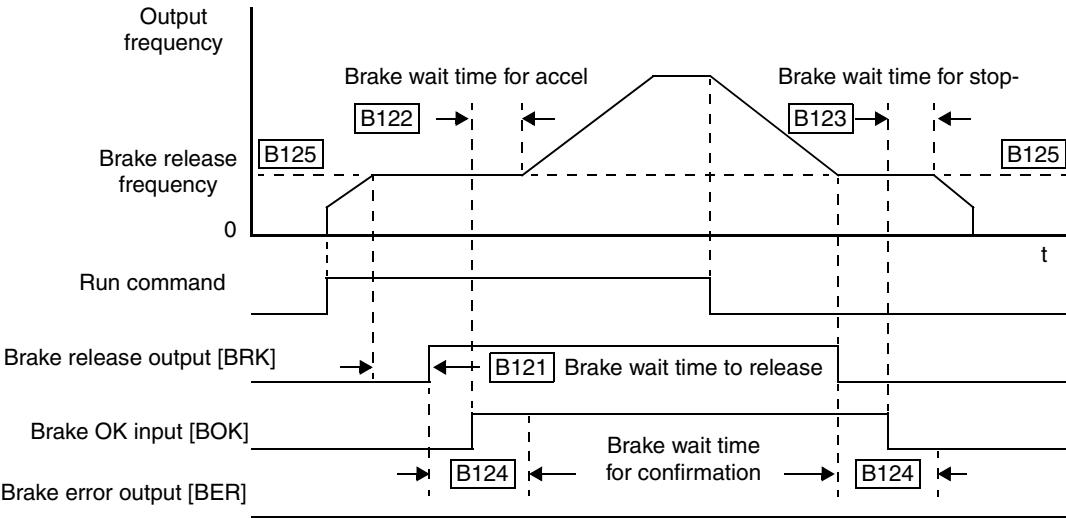 Output
frequency
Brake wait time for accel
Brake wait time for stop-
B122
B123
Brake release
frequency
B125
B125
0
t
Run command
Brake release output [BRK]
B121 Brake wait time to release
Brake OK input [BOK]
Brake wait time
for confirmation
B124
B124
Brake error output [BER]